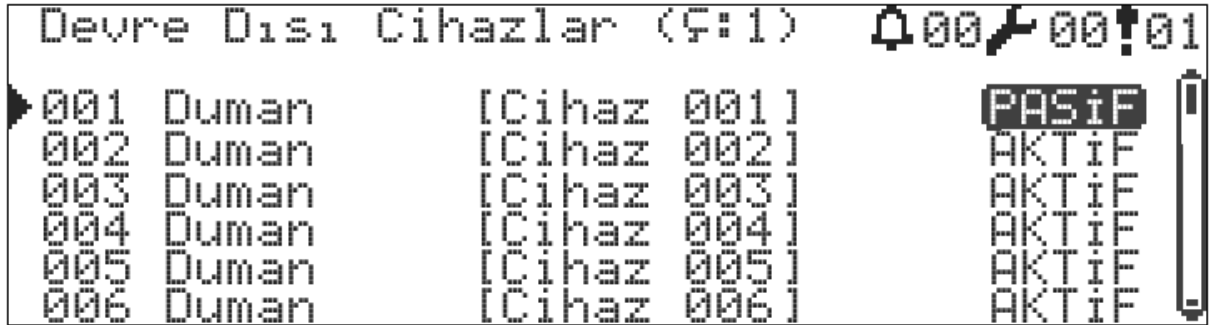 Devre Dısı Cihazlar (Ç:1) 00 00 01
001 Duman [Cihaz 001] PASİF
002 Duman [Cihaz 002] AKTİF
003 Duman [Cihaz 003] AKTİF
004 Duman [Cihaz 004] AKTİF
005 Duman [Cihaz 005] AKTİF
006 Duman [Cihaz 006] AKTİF